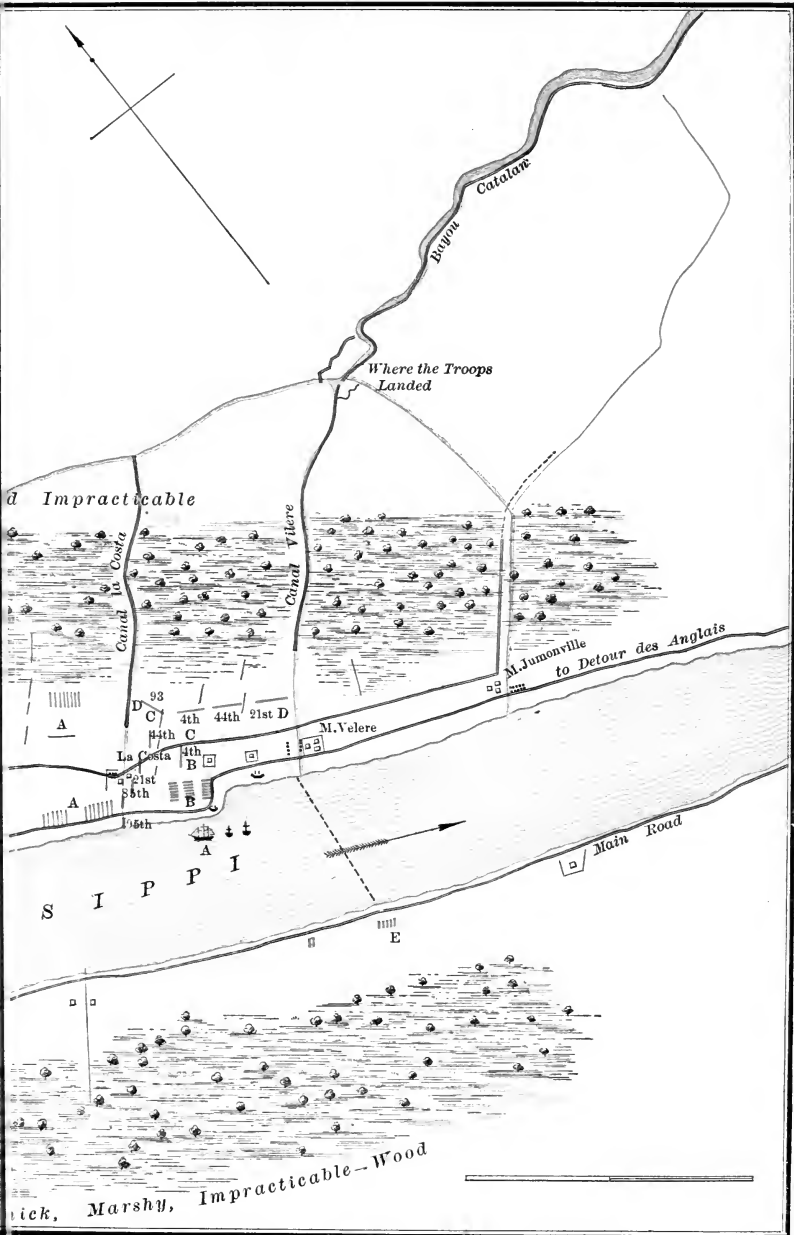 Bayou Catalan
Where the Troops
Landed
d Impracticable
Canal la Costa
Canal Vilere
M. Jumonville
to Detour des Anglais
D
93
C
4th
44th
21st D
A
44th
C
M. Velere
La Costa
4th
B
21st
85th
B
A
95th
A
S I P P I
Main Road
E
ick, Marshy, Impracticable – Wood